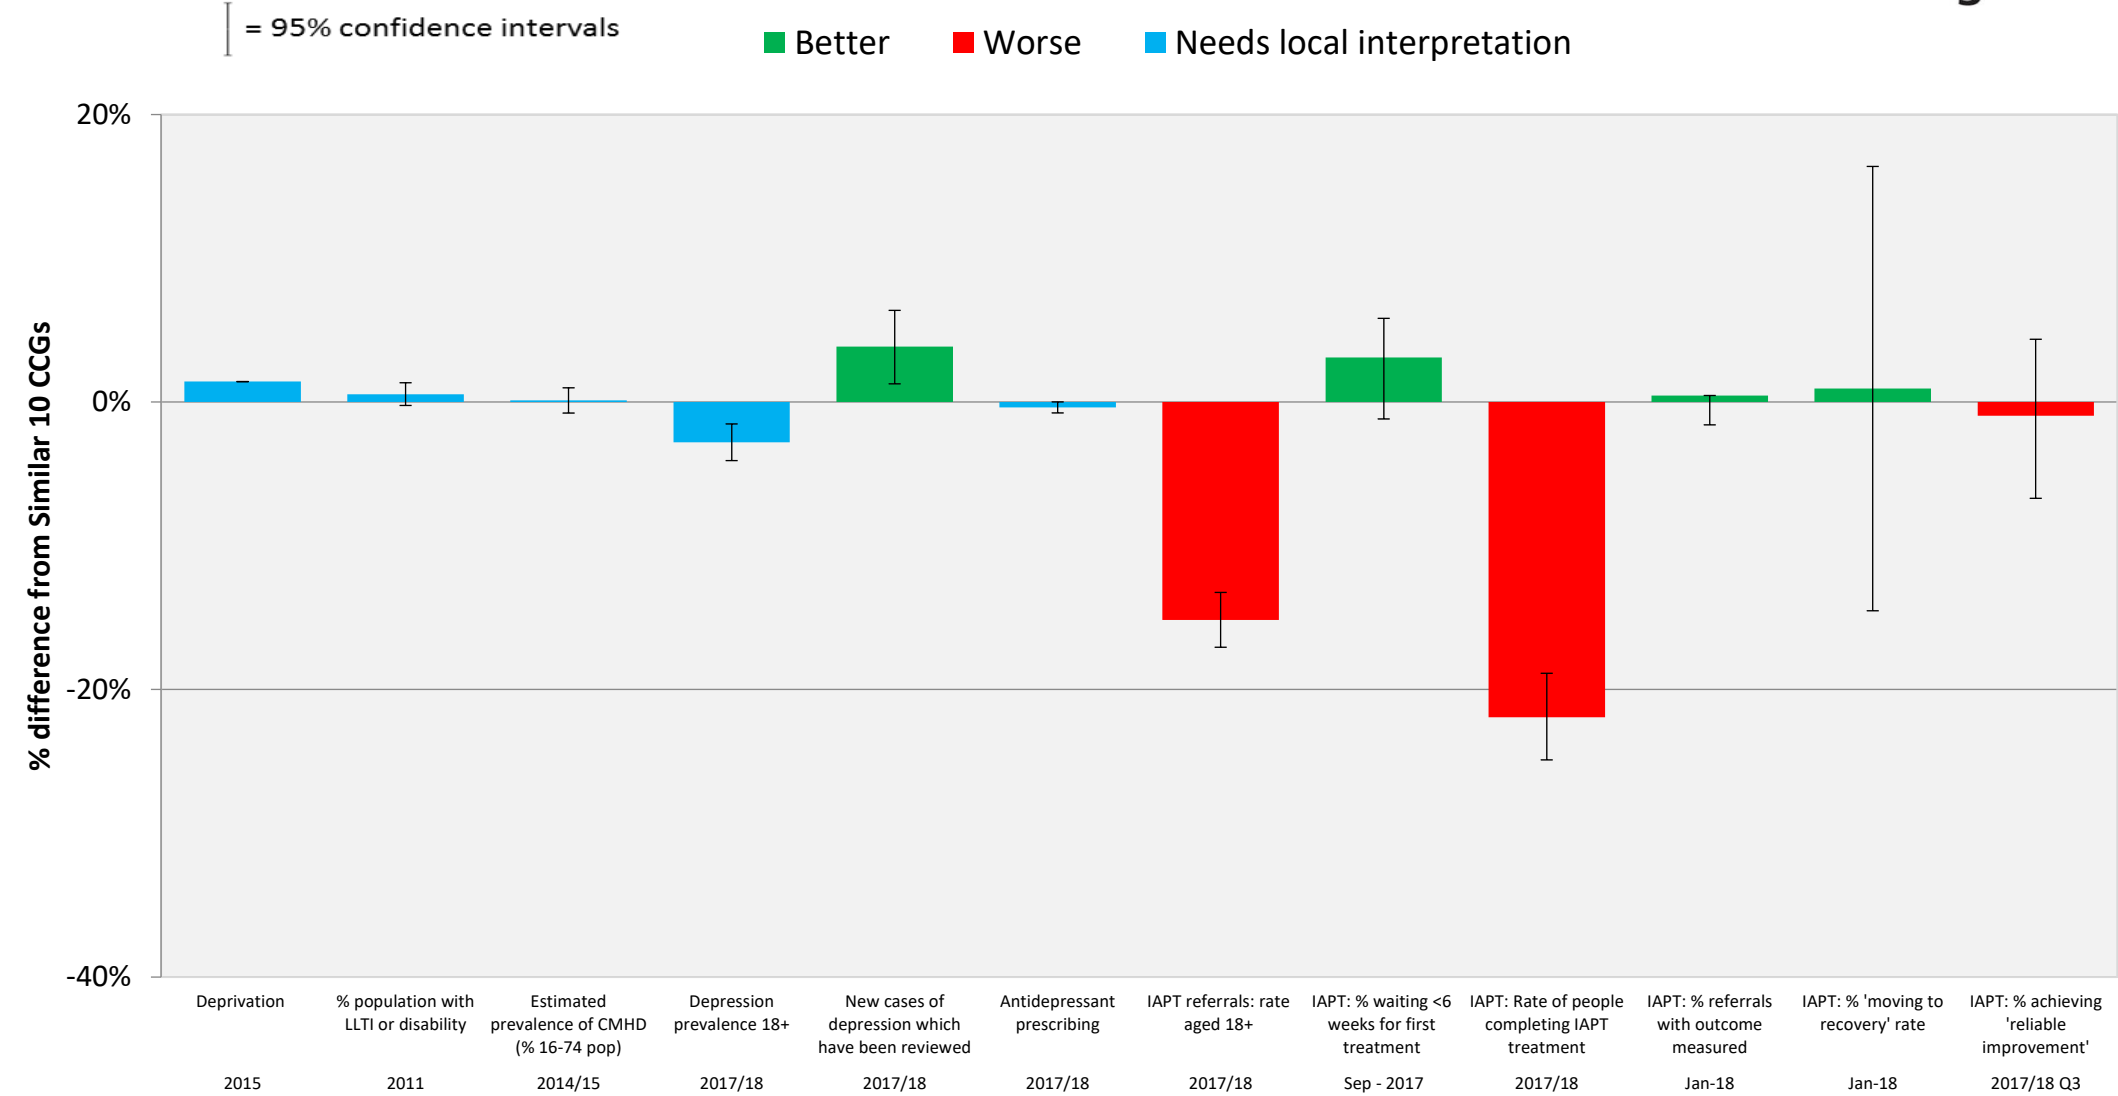 = 95% confidence intervals
Better
Worse
Needs local interpretation
% difference from Similar 10 CCGs
20%
0%
-20%
-40%
Deprivation
2015
% population with
LLTI or disability
2011
Estimated
prevalence of CMHD
(% 16-74 pop)
2014/15
Depression
prevalence 18+
2017/18
New cases of
depression which
have been reviewed
2017/18
Antidepressant
prescribing
2017/18
IAPT referrals: rate
aged 18+
2017/18
IAPT: % waiting <6
weeks for first
treatment
Sep - 2017
IAPT: Rate of people
completing IAPT
treatment
2017/18
IAPT: % referrals
with outcome
measured
Jan-18
IAPT: % 'moving to
recovery' rate
Jan-18
IAPT: % achieving
'reliable
improvement'
2017/18 Q3